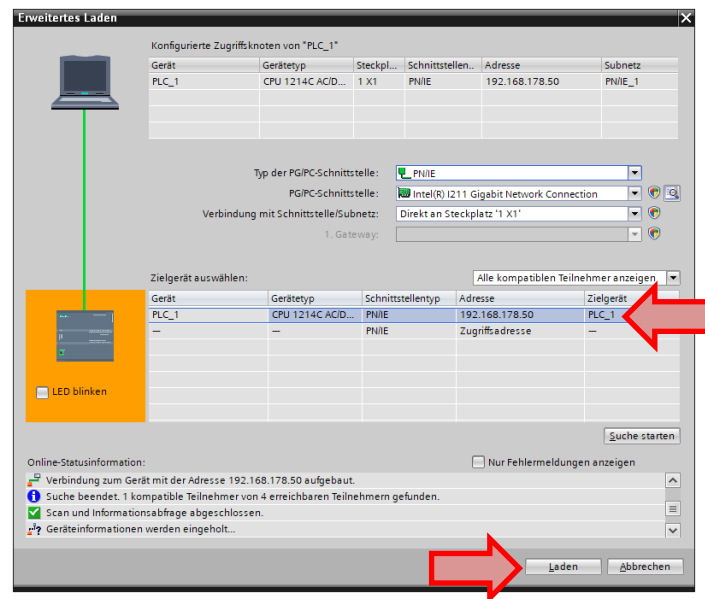 Erweitertes Laden
Konfigurierte Zugriffsknoten von "PLC_1"
Gerät Gerätetyp Steckpl... Schnittstellen.. Adresse Subnetz
PLC_1 CPU 1214C AC/D... 1 X1 PN/IE 192.168.178.50 PN/IE_1
Typ der PG/PC-Schnittstelle: PN/IE
PG/PC-Schnittstelle: Intel(R) I211 Gigabit Network Connection
Verbindung mit Schnittstelle/Subnetz: Direkt an Steckplatz '1 X1'
1. Gateway:
Zielgerät auswählen: Alle kompatiblen Teilnehmer anzeigen
Gerät Gerätetyp Schnittstellentyp Adresse Zielgerät
PLC_1 CPU 1214C AC/D... PN/IE 192.168.178.50 PLC_1
— — PN/IE Zugriffsadresse —
LED blinken
Suche starten
Online-Statusinformation: Nur Fehlermeldungen anzeigen
Verbindung zum Gerät mit der Adresse 192.168.178.50 aufgebaut.
Suche beendet. 1 kompatible Teilnehmer von 4 erreichbaren Teilnehmern gefunden.
Scan und Informationsabfrage abgeschlossen.
Geräteinformationen werden eingeholt...
Laden Abbrechen